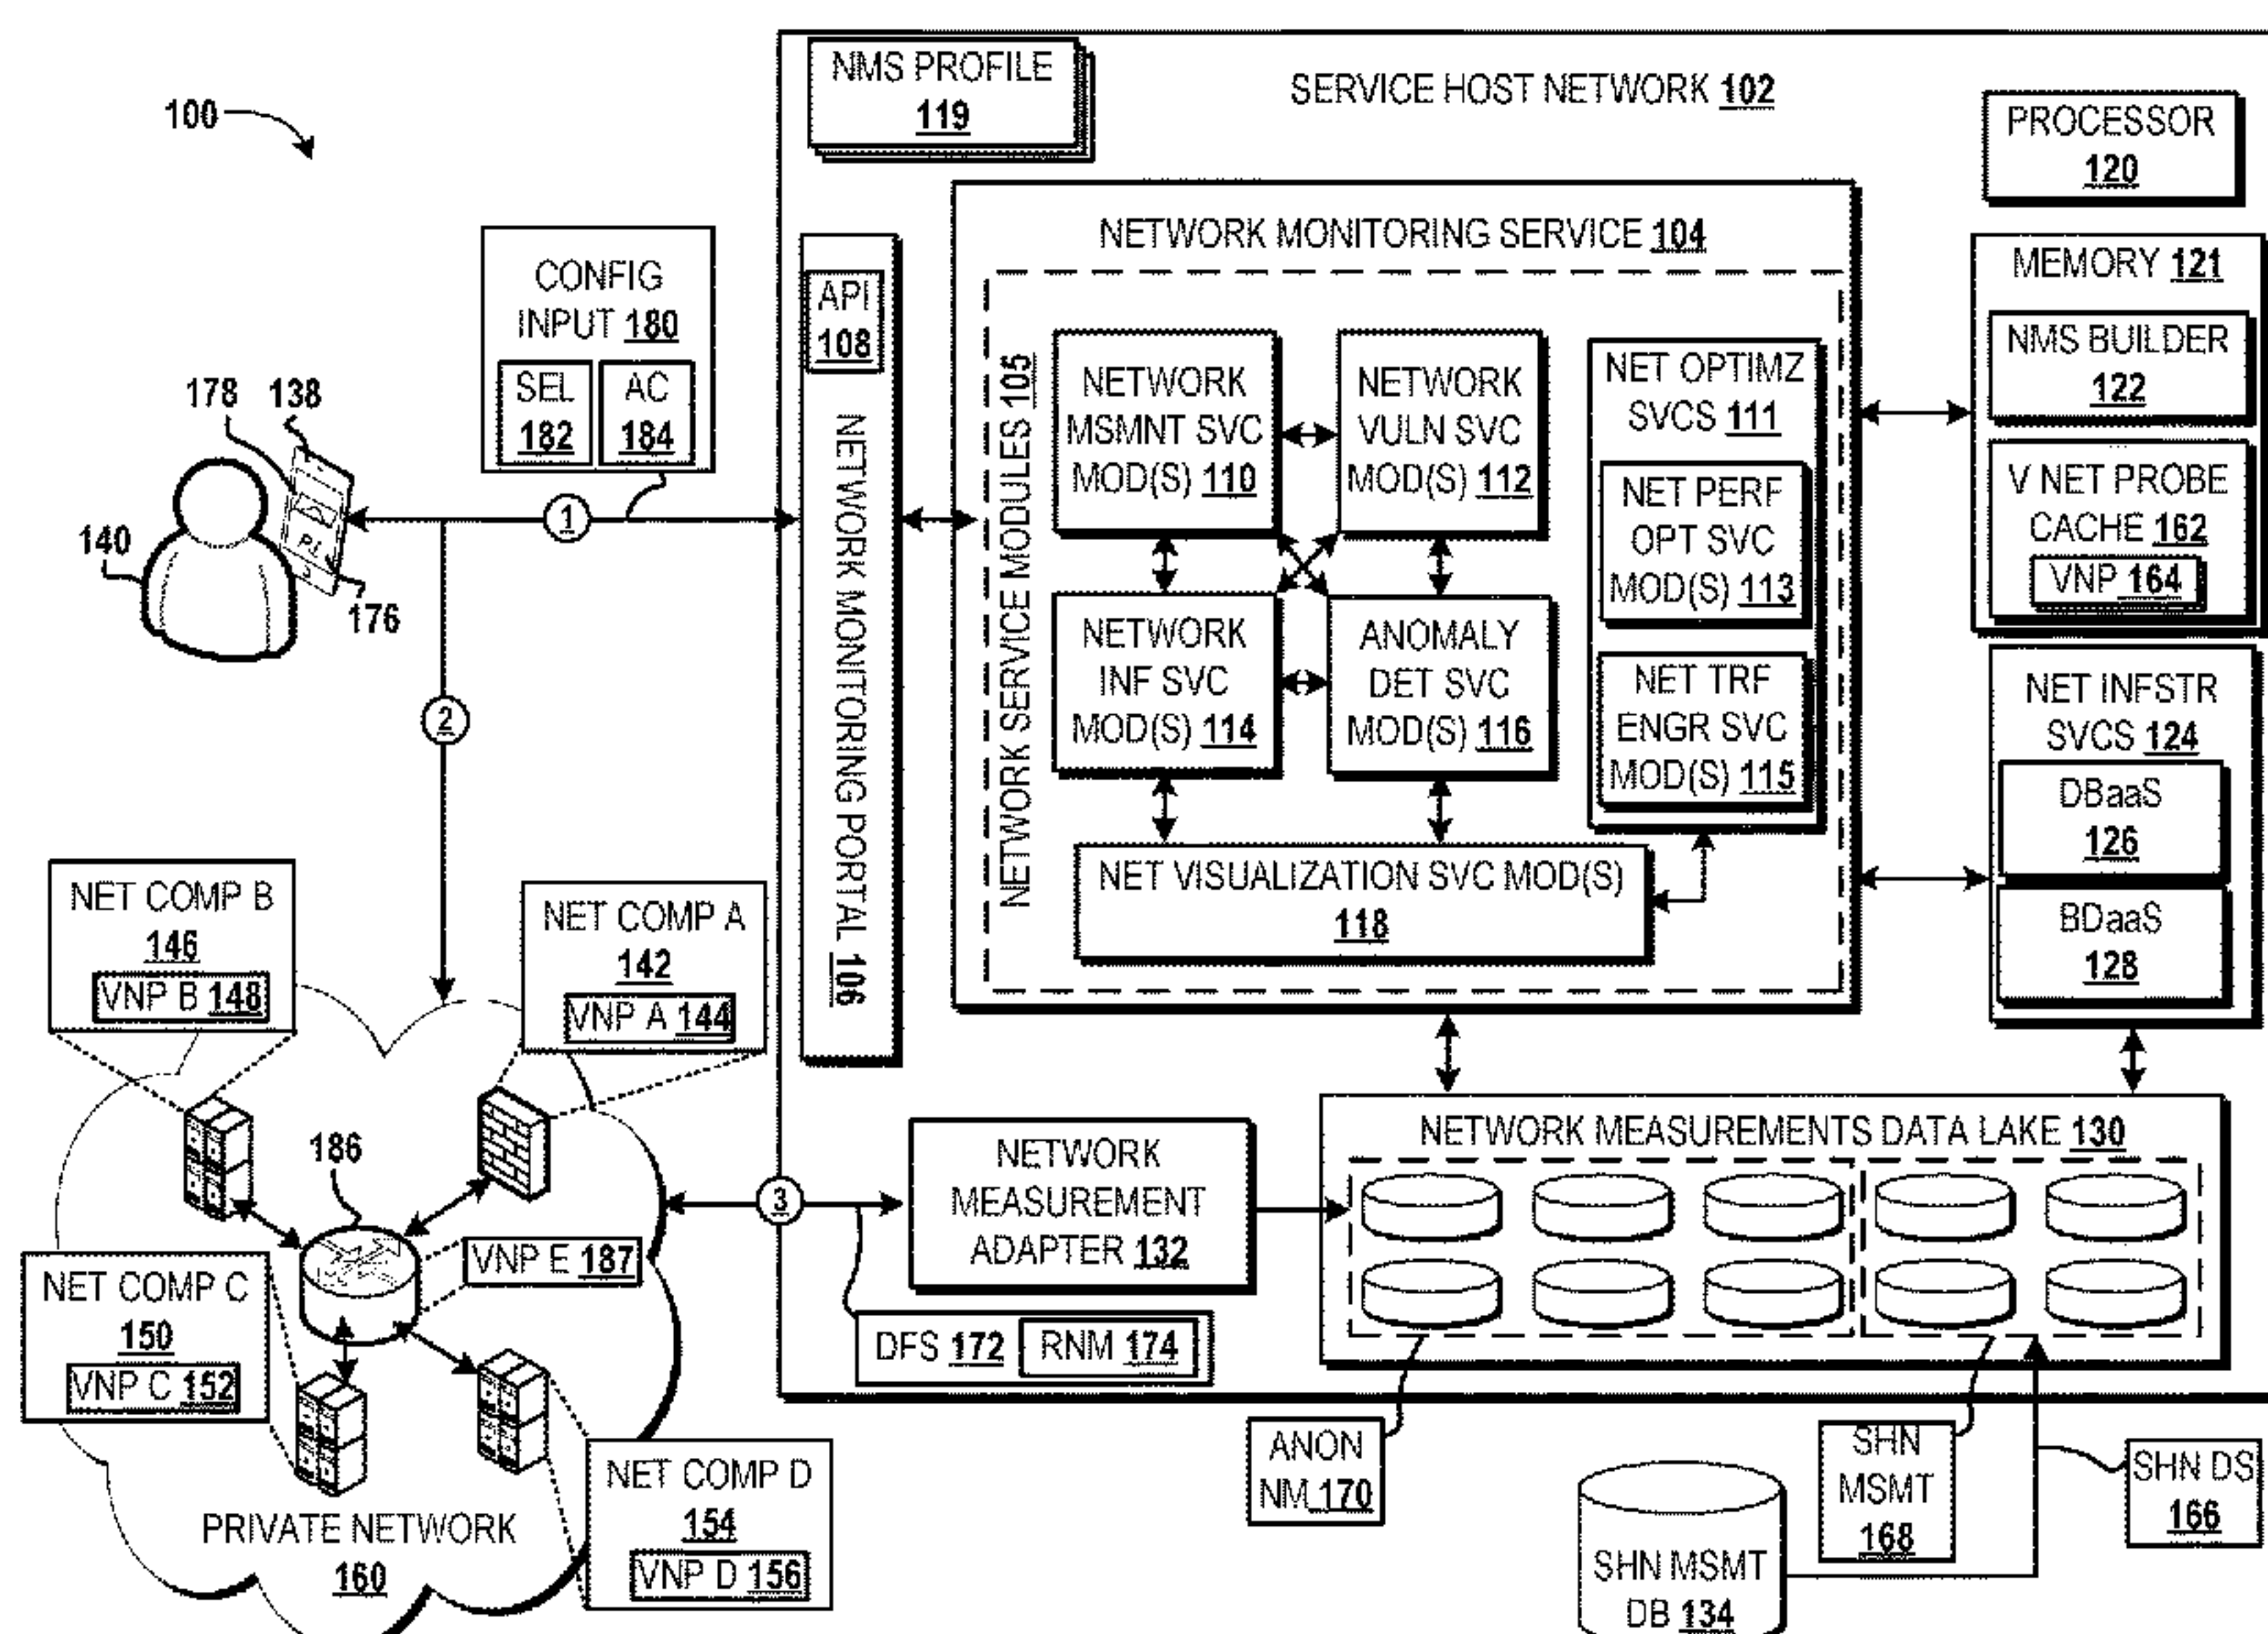 100
NMS PROFILE
119
SERVICE HOST NETWORK 102
PROCESSOR
120
CONFIG
INPUT 180
SEL
182
AC
184
API
108
NETWORK MONITORING PORTAL 106
NETWORK MONITORING SERVICE 104
NETWORK SERVICE MODULES 105
NETWORK
MSMNT SVC
MOD(S) 110
NETWORK
VULN SVC
MOD(S) 112
NET OPTIMZ
SVCS 111
NET PERF
OPT SVC
MOD(S) 113
NET TRF
ENGR SVC
MOD(S) 115
NETWORK
INF SVC
MOD(S) 114
ANOMALY
DET SVC
MOD(S) 116
NET VISUALIZATION SVC MOD(S)
118
MEMORY 121
NMS BUILDER
122
V NET PROBE
CACHE 162
VNP 164
NET INFSTR
SVCS 124
DBaaS
126
BDaaS
128
178
138
140
176
1
2
3
NET COMP B
146
VNP B 148
NET COMP A
142
VNP A 144
186
VNP E 187
NET COMP C
150
VNP C 152
NET COMP D
154
VNP D 156
PRIVATE NETWORK
160
NETWORK
MEASUREMENT
ADAPTER 132
DFS 172
RNM 174
NETWORK MEASUREMENTS DATA LAKE 130
ANON
NM 170
SHN
MSMT
168
SHN DS
166
SHN MSMT
DB 134